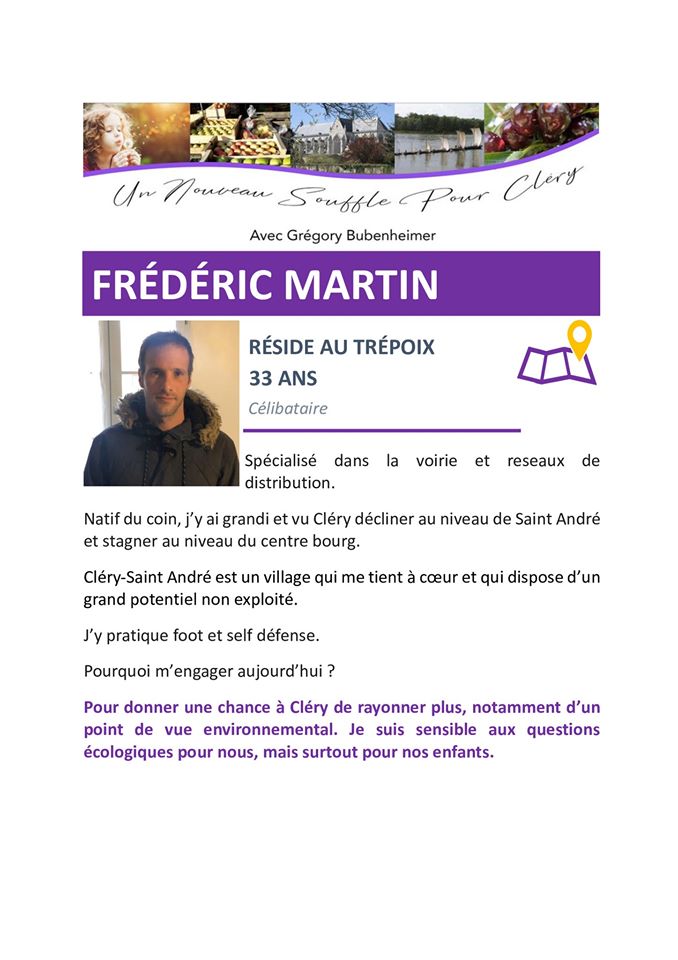 Un Nouveau Souffle Pour Cléry
Avec Grégory Bubenheimer
FRÉDÉRIC MARTIN
RÉSIDE AU TRÉPOIX
33 ANS
Célibataire
Spécialisé dans la voirie et reseaux de
distribution.
Natif du coin, j’y ai grandi et vu Cléry décliner au niveau de Saint André
et stagner au niveau du centre bourg.
Cléry-Saint André est un village qui me tient à cœur et qui dispose d’un
grand potentiel non exploité.
J’y pratique foot et self défense.
Pourquoi m’engager aujourd’hui ?
Pour donner une chance à Cléry de rayonner plus, notamment d’un
point de vue environnemental. Je suis sensible aux questions
écologiques pour nous, mais surtout pour nos enfants.